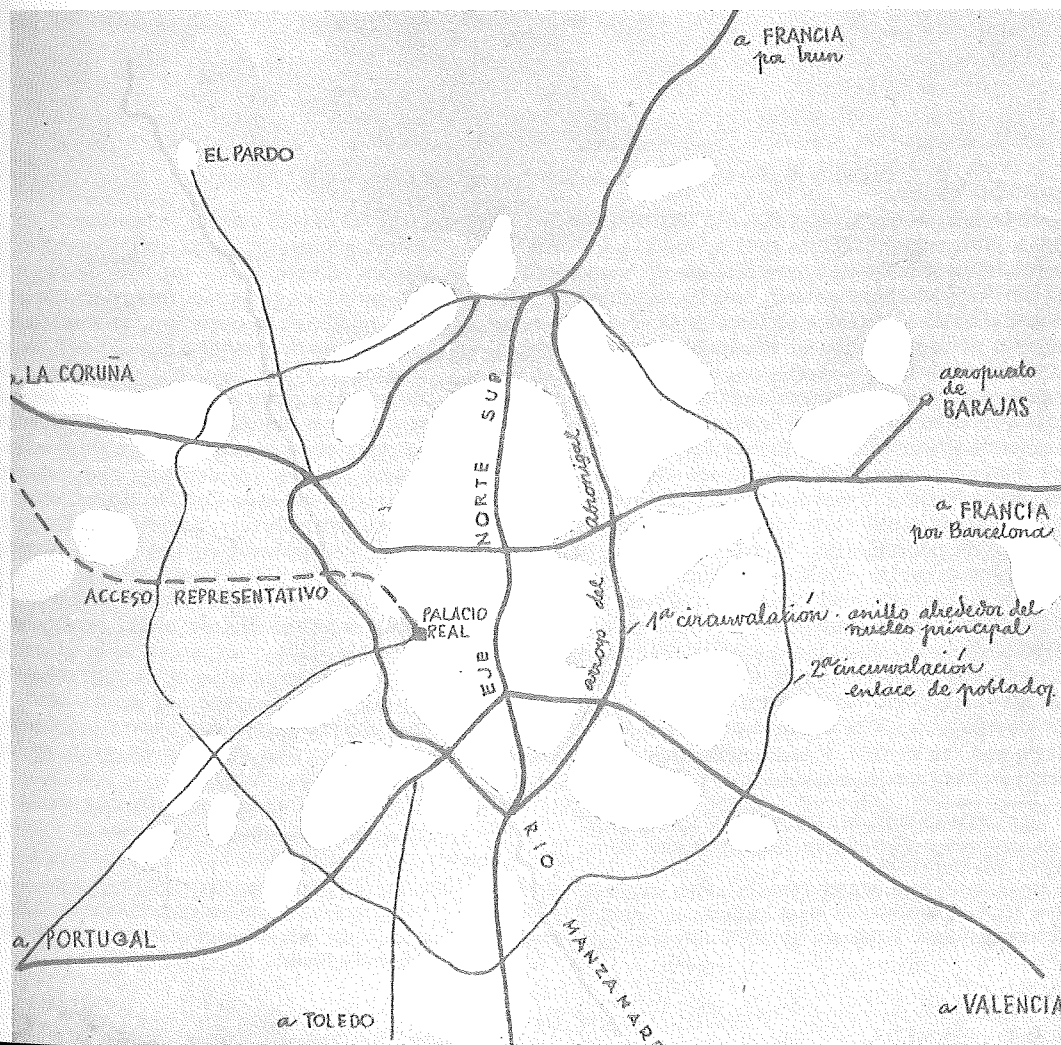 a FRANCIA
por Irun
EL PARDO
a LA CORUÑA
aeropuerto
de
BARAJAS
EJE NORTE SUR
arroyo del abroñigal
a FRANCIA
por Barcelona
ACCESO REPRESENTATIVO
PALACIO
REAL
1ª circunvalación. anillo alrededor del
nucleo principal
2ª circunvalación
enlace de poblados
RIO MANZANARE
a PORTUGAL
a TOLEDO
a VALENCIA